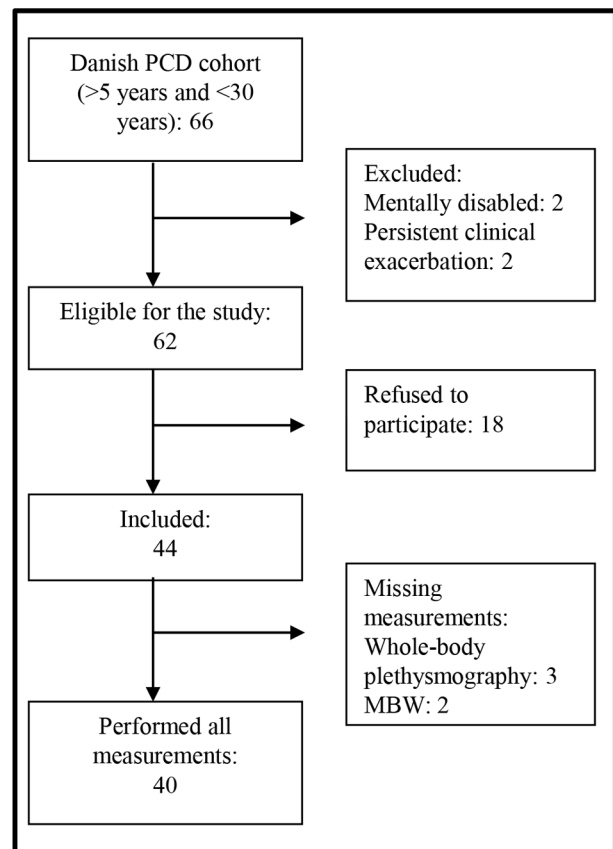 Danish PCD cohort
(>5 years and <30
years): 66
Excluded:
Mentally disabled: 2
Persistent clinical
exacerbation: 2
Eligible for the study:
62
Refused to
participate: 18
Included:
44
Missing
measurements:
Whole-body
plethysmography: 3
MBW: 2
Performed all
measurements:
40